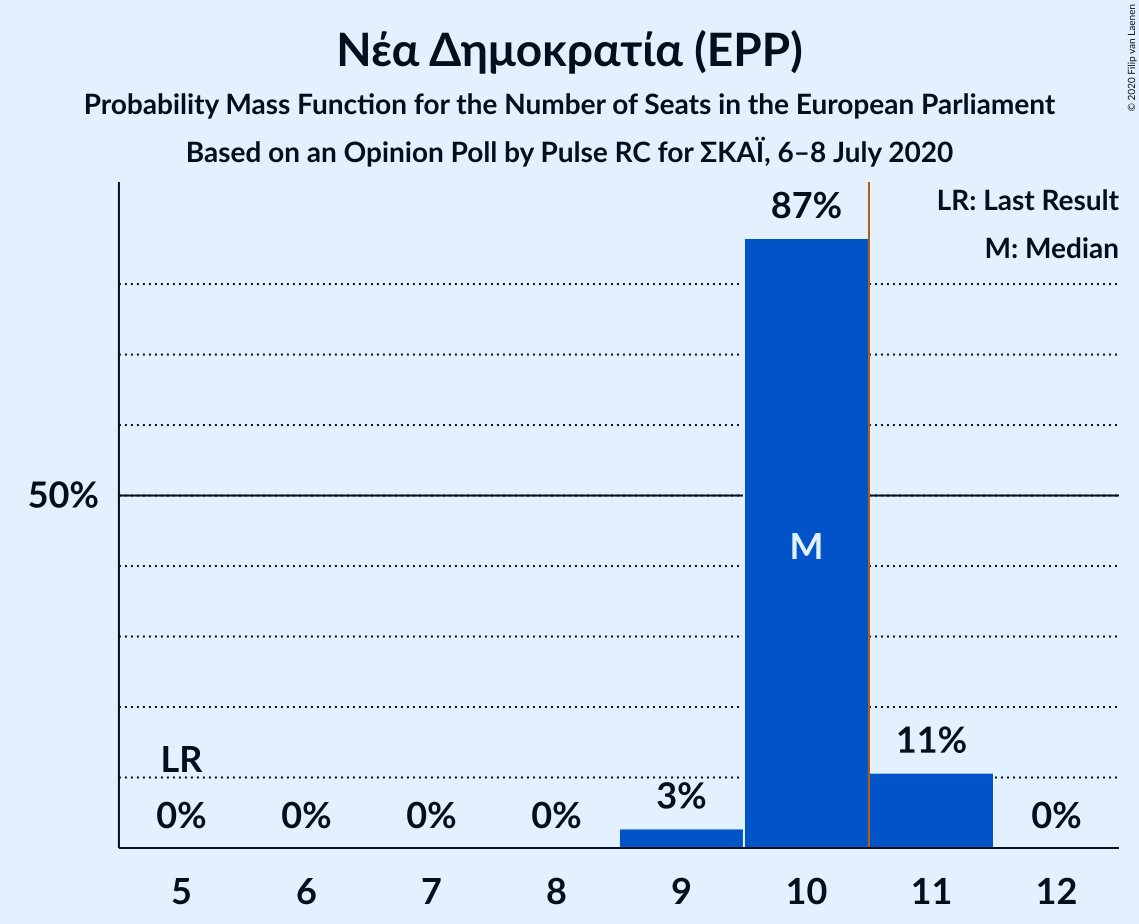 Νέα Δημοκρατία (EPP)
Probability Mass Function for the Number of Seats in the European Parliament
Based on an Opinion Poll by Pulse RC for ΣΚΑΪ, 6–8 July 2020
© 2020 Filip van Laenen
LR: Last Result
M: Median
87%
50%
M
11%
LR
3%
0% 0% 0% 0% 0%
5 6 7 8 9 10 11 12